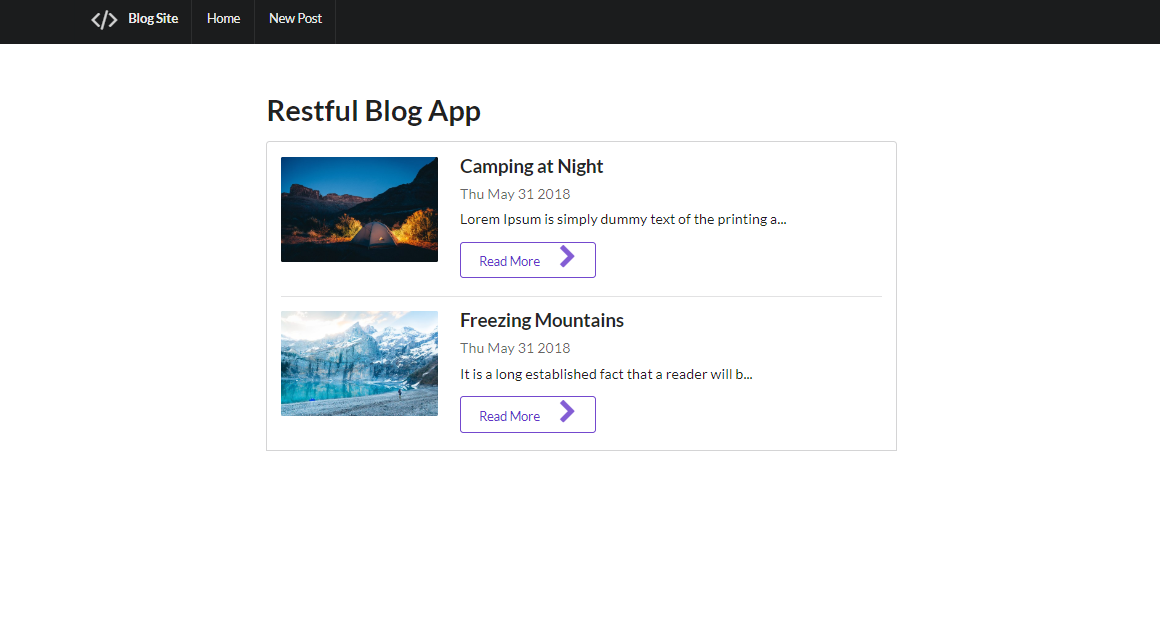 Blog Site Home New Post
Restful Blog App
Camping at Night
Thu May 31 2018
Lorem Ipsum is simply dummy text of the printing a...
Read More
Freezing Mountains
Thu May 31 2018
It is a long established fact that a reader will b...
Read More